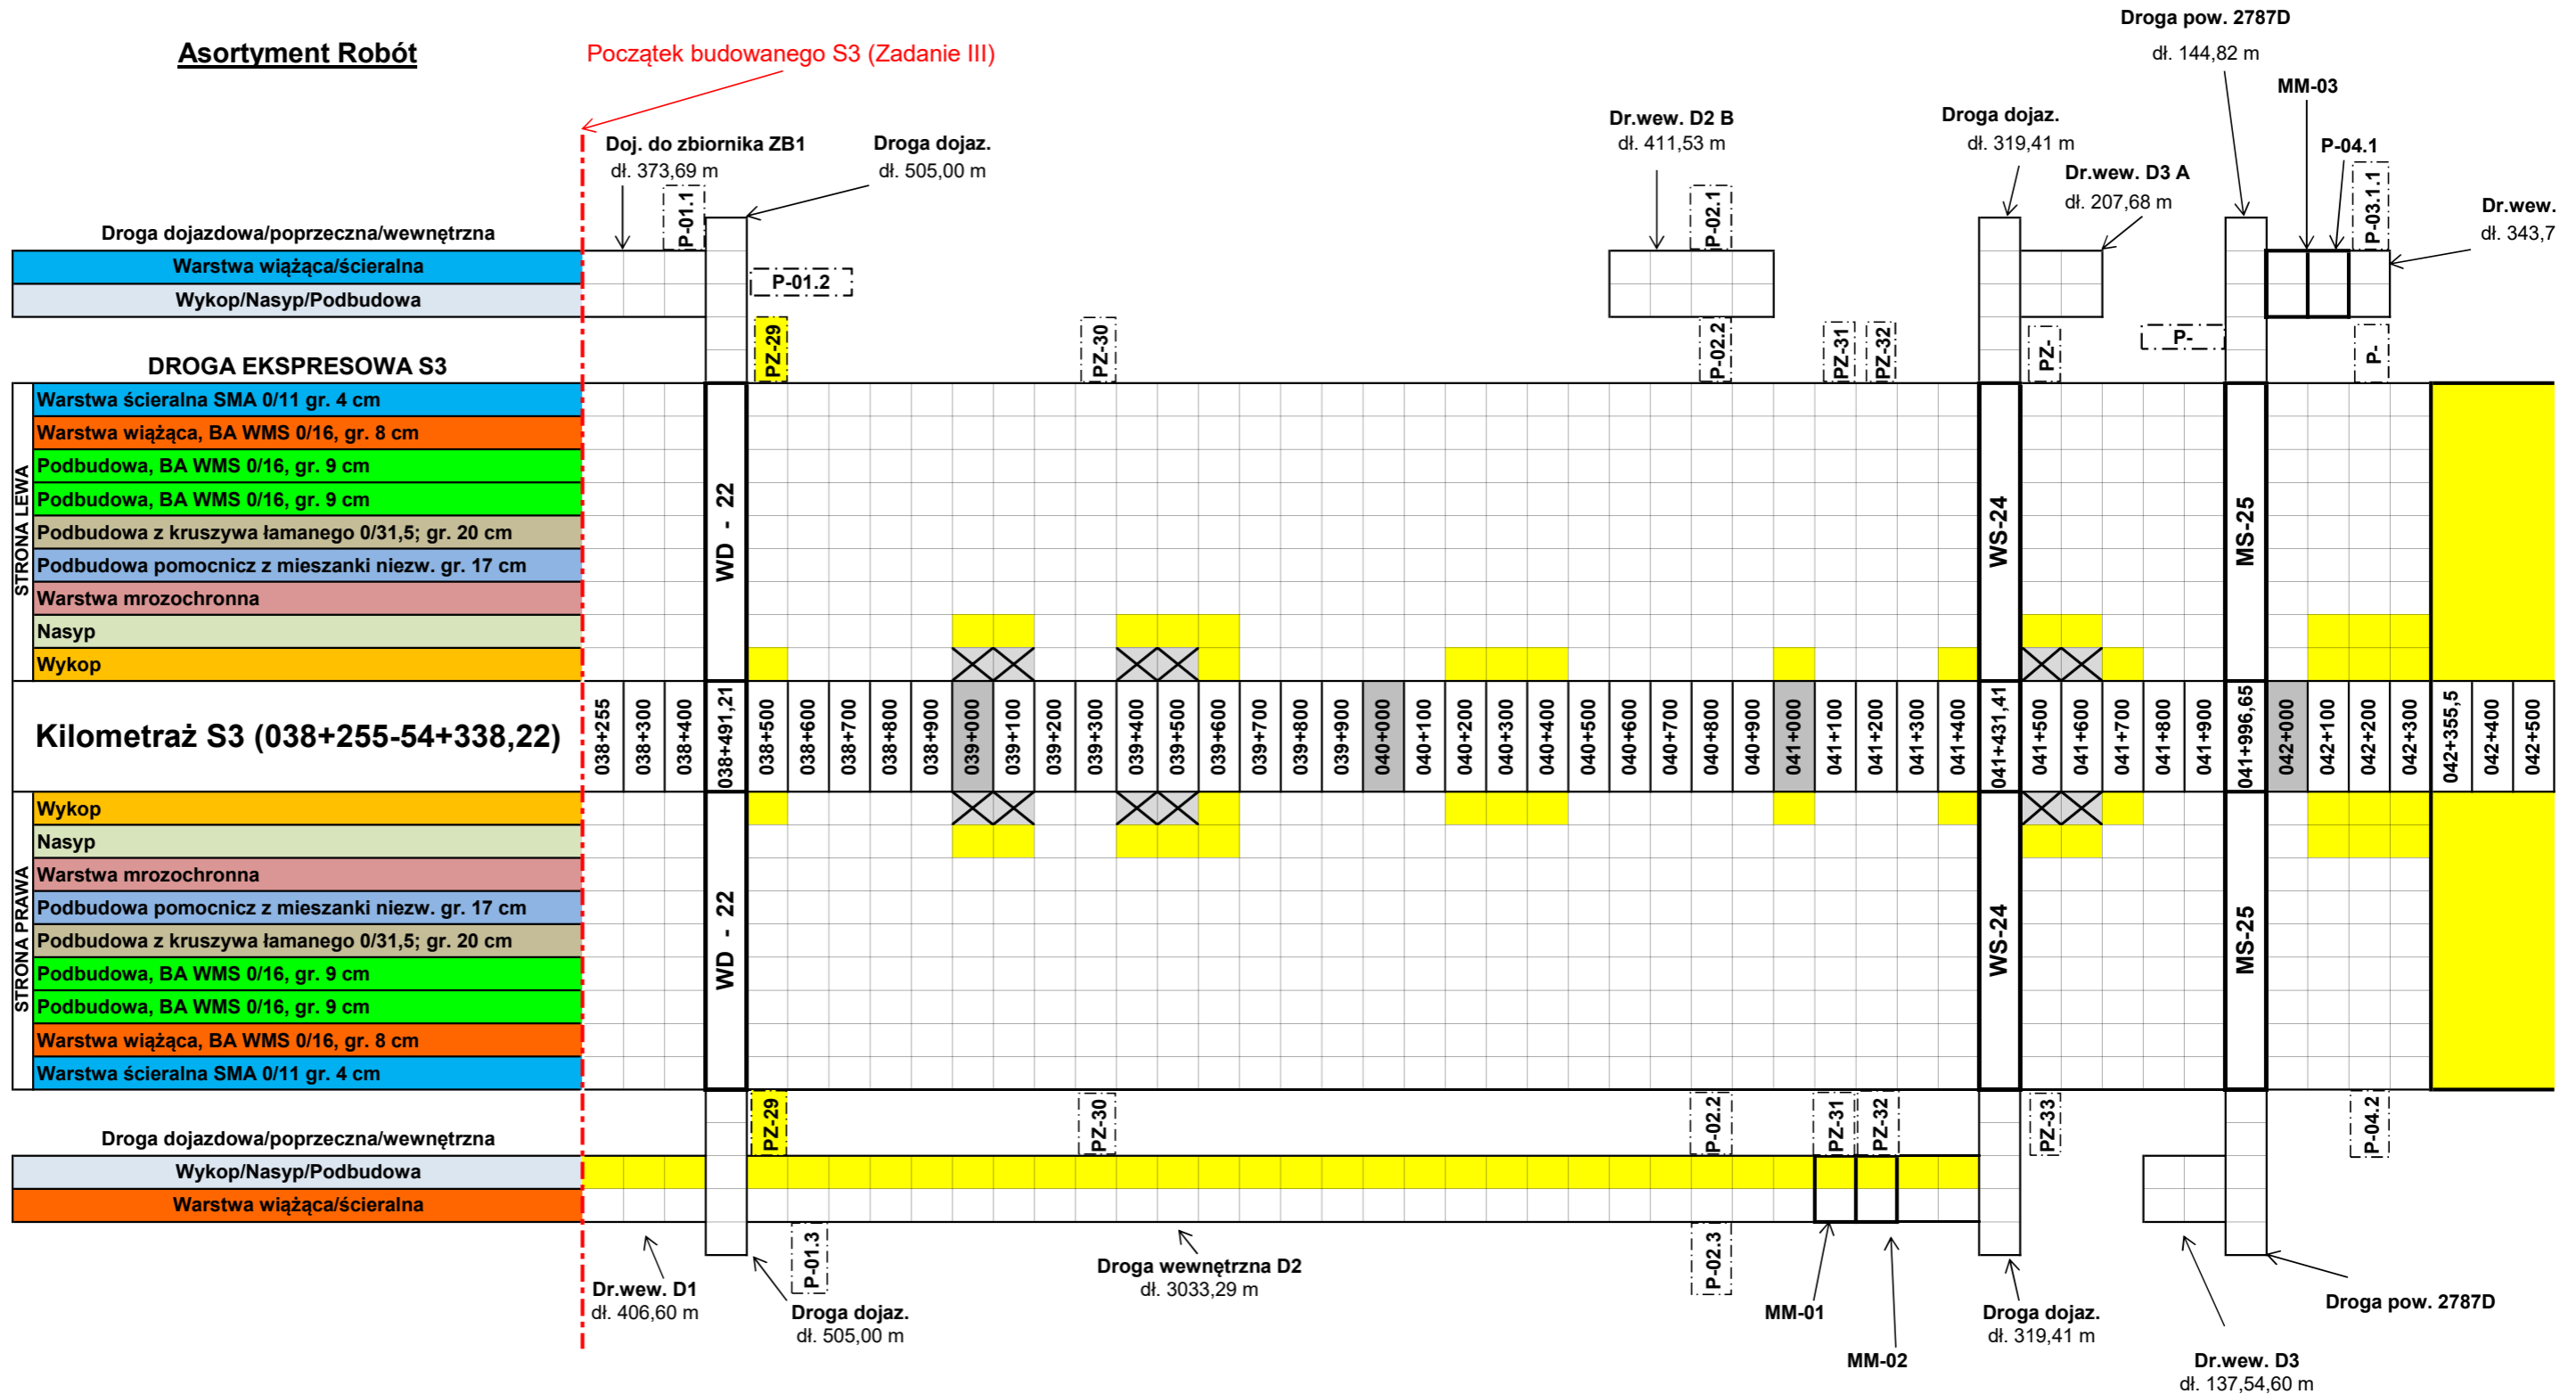 Asortyment Robót
Początek budowanego S3 (Zadanie III)
Droga pow. 2787D
dł. 144,82 m
MM-03
P-04.1
Doj. do zbiornika ZB1
dł. 373,69 m
Droga dojaz.
dł. 505,00 m
Dr.wew. D2 B
dł. 411,53 m
Droga dojaz.
dł. 319,41 m
Dr.wew. D3 A
dł. 207,68 m
Dr.wew.
dł. 343,7
P-01.1
P-02.1
P-03.1.1
Droga dojazdowa/poprzeczna/wewnętrzna
Warstwa wiążąca/ścieralna
Wykop/Nasyp/Podbudowa
P-01.2
PZ-29
PZ-30
P-02.2
PZ-31
PZ-32
PZ-
P-
P-
DROGA EKSPRESOWA S3
STRONA LEWA
Warstwa ścieralna SMA 0/11 gr. 4 cm
Warstwa wiążąca, BA WMS 0/16, gr. 8 cm
Podbudowa, BA WMS 0/16, gr. 9 cm
Podbudowa, BA WMS 0/16, gr. 9 cm
Podbudowa z kruszywa łamanego 0/31,5; gr. 20 cm
Podbudowa pomocnicz z mieszanki niezw. gr. 17 cm
Warstwa mrozochronna
Nasyp
Wykop
WD - 22
WS-24
MS-25
Kilometraż S3 (038+255-54+338,22)
038+255
038+300
038+400
038+491,21
038+500
038+600
038+700
038+800
038+900
039+000
039+100
039+200
039+300
039+400
039+500
039+600
039+700
039+800
039+900
040+000
040+100
040+200
040+300
040+400
040+500
040+600
040+700
040+800
040+900
041+000
041+100
041+200
041+300
041+400
041+431,41
041+500
041+600
041+700
041+800
041+900
041+996,65
042+000
042+100
042+200
042+300
042+355,5
042+400
042+500
STRONA PRAWA
Wykop
Nasyp
Warstwa mrozochronna
Podbudowa pomocnicz z mieszanki niezw. gr. 17 cm
Podbudowa z kruszywa łamanego 0/31,5; gr. 20 cm
Podbudowa, BA WMS 0/16, gr. 9 cm
Podbudowa, BA WMS 0/16, gr. 9 cm
Warstwa wiążąca, BA WMS 0/16, gr. 8 cm
Warstwa ścieralna SMA 0/11 gr. 4 cm
WD - 22
WS-24
MS-25
PZ-29
PZ-30
P-02.2
PZ-31
PZ-32
PZ-33
P-04.2
Droga dojazdowa/poprzeczna/wewnętrzna
Wykop/Nasyp/Podbudowa
Warstwa wiążąca/ścieralna
P-01.3
P-02.3
Dr.wew. D1
dł. 406,60 m
Droga dojaz.
dł. 505,00 m
Droga wewnętrzna D2
dł. 3033,29 m
MM-01
MM-02
Droga dojaz.
dł. 319,41 m
Droga pow. 2787D
Dr.wew. D3
dł. 137,54,60 m